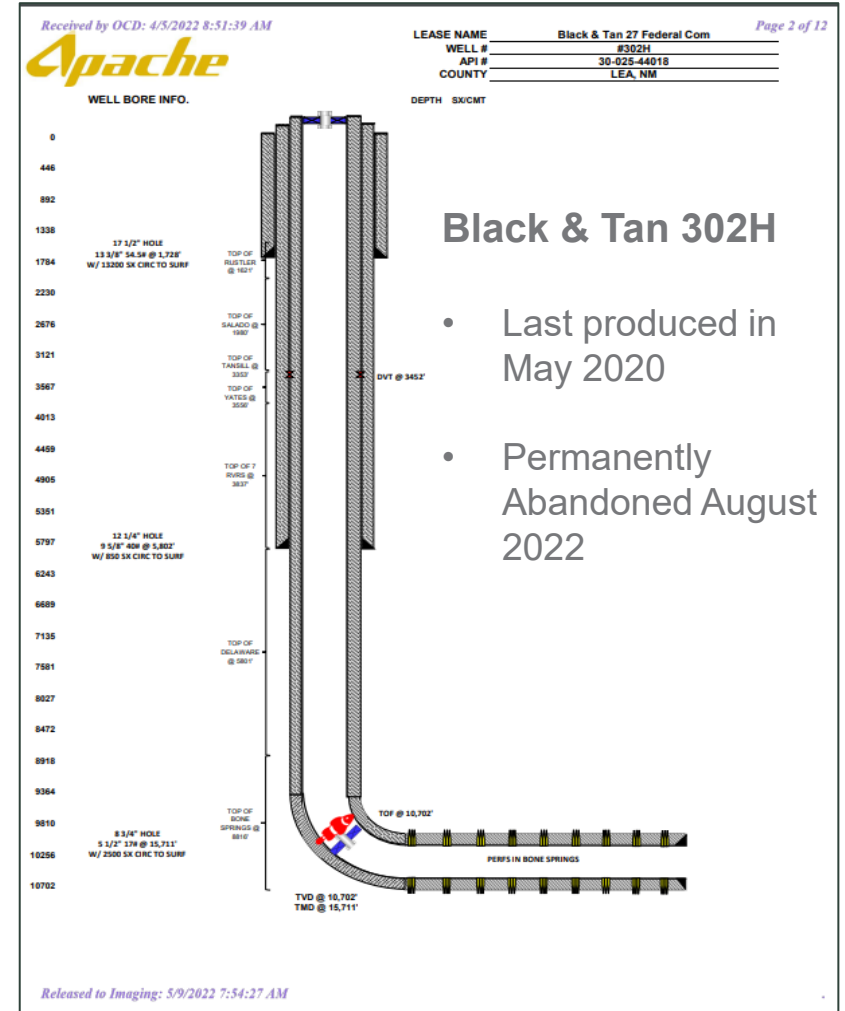 Received by OCD: 4/5/2022 8:51:39 AM
Page 2 of 12
Apache
LEASE NAME Black & Tan 27 Federal Com
WELL # #302H
API # 30-025-44018
COUNTY LEA, NM
WELL BORE INFO.
DEPTH SX/CMT
0
446
892
1338
1784
2230
2676
3121
3567
4013
4459
4905
5351
5797
6243
6689
7135
7581
8027
8472
8918
9364
9810
10256
10702
17 1/2" HOLE
13 3/8" 54.5# @ 1,728'
W/ 13200 SX CIRC TO SURF
12 1/4" HOLE
9 5/8" 40# @ 5,802'
W/ 850 SX CIRC TO SURF
8 3/4" HOLE
5 1/2" 17# @ 15,711'
W/ 2500 SX CIRC TO SURF
TOP OF
RUSTLER
@ 1621'
TOP OF
SALADO @
1980'
TOP OF
TANSILL @
3353'
TOP OF
YATES @
3556'
TOP OF 7
RVRS @
3837'
TOP OF
DELAWARE
@ 5801'
TOP OF
BONE
SPRINGS @
8816'
DVT @ 3452'
TOF @ 10,702'
PERFS IN BONE SPRINGS
TVD @ 10,702'
TMD @ 15,711'
Black & Tan 302H
• Last produced in
May 2020
• Permanently
Abandoned August
2022
Released to Imaging: 5/9/2022 7:54:27 AM
.